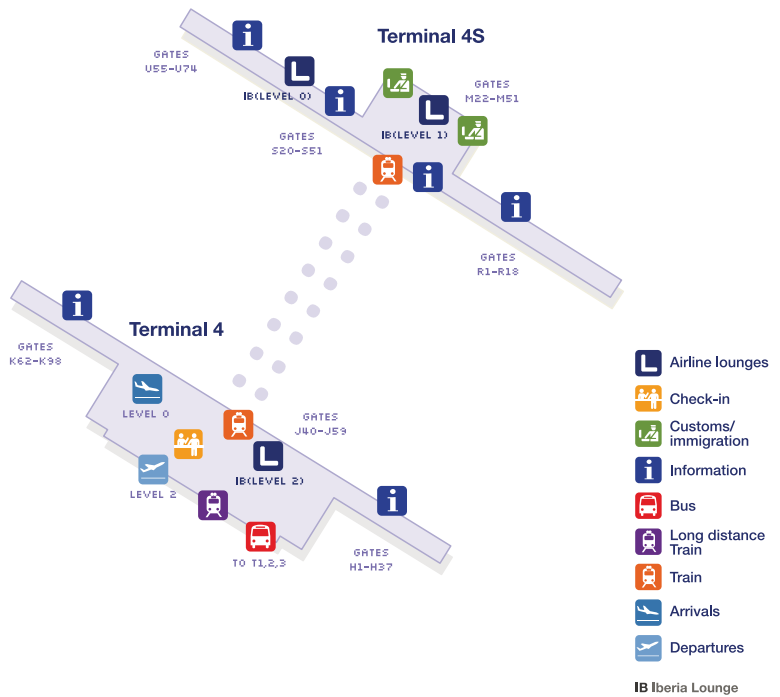 Terminal 4S
GATES
U55-U74
IB(LEVEL 0)
GATES
M22-M51
IB(LEVEL 1)
GATES
S20-S51
GATES
R1-R18
Terminal 4
GATES
K62-K98
LEVEL 0
GATES
J40-J59
LEVEL 2
IB(LEVEL 2)
TO T1,2,3
GATES
H1-H37
Airline lounges
Check-in
Customs/
immigration
Information
Bus
Long distance
Train
Train
Arrivals
Departures
IB Iberia Lounge